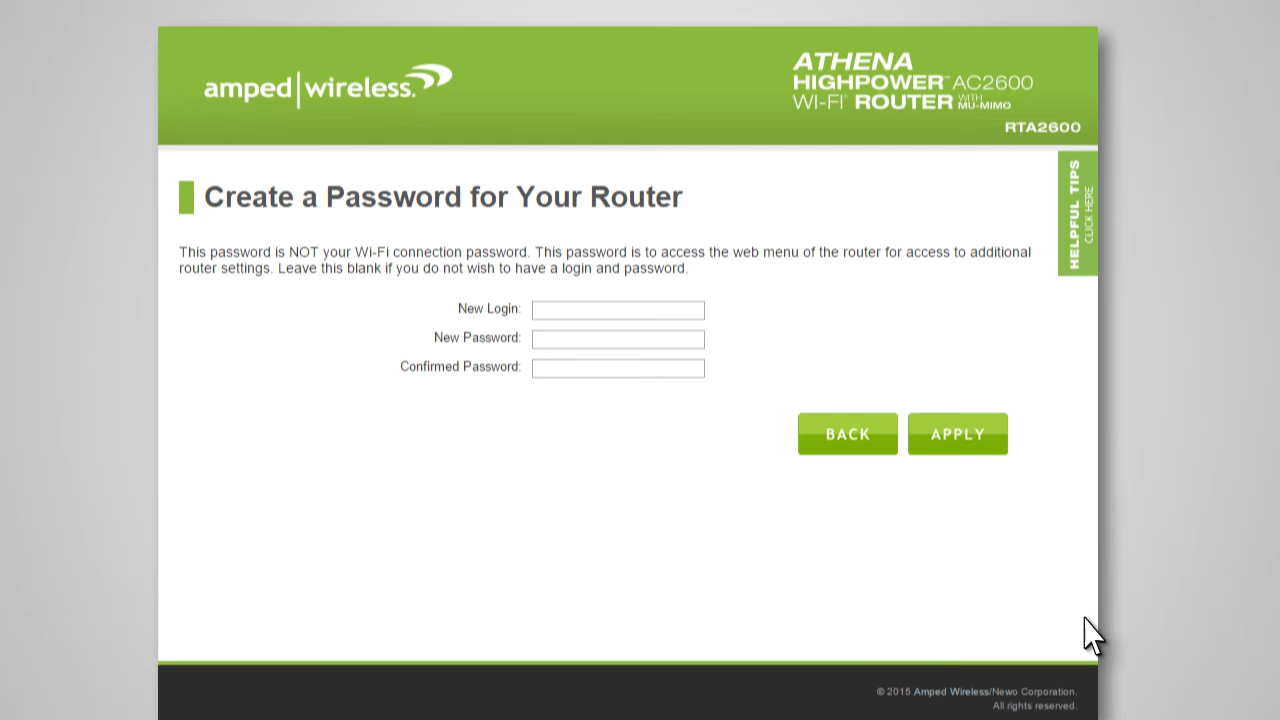 amped|wireless.
ATHENA
HIGHPOWER™ AC2600
WI-FI® ROUTER WITH MU-MIMO
RTA2600
HELPFUL TIPS
CLICK HERE
Create a Password for Your Router
This password is NOT your Wi-Fi connection password. This password is to access the web menu of the router for access to additional
router settings. Leave this blank if you do not wish to have a login and password.
New Login:
New Password:
Confirmed Password:
BACK APPLY
© 2015 Amped Wireless/Newo Corporation.
All rights reserved.